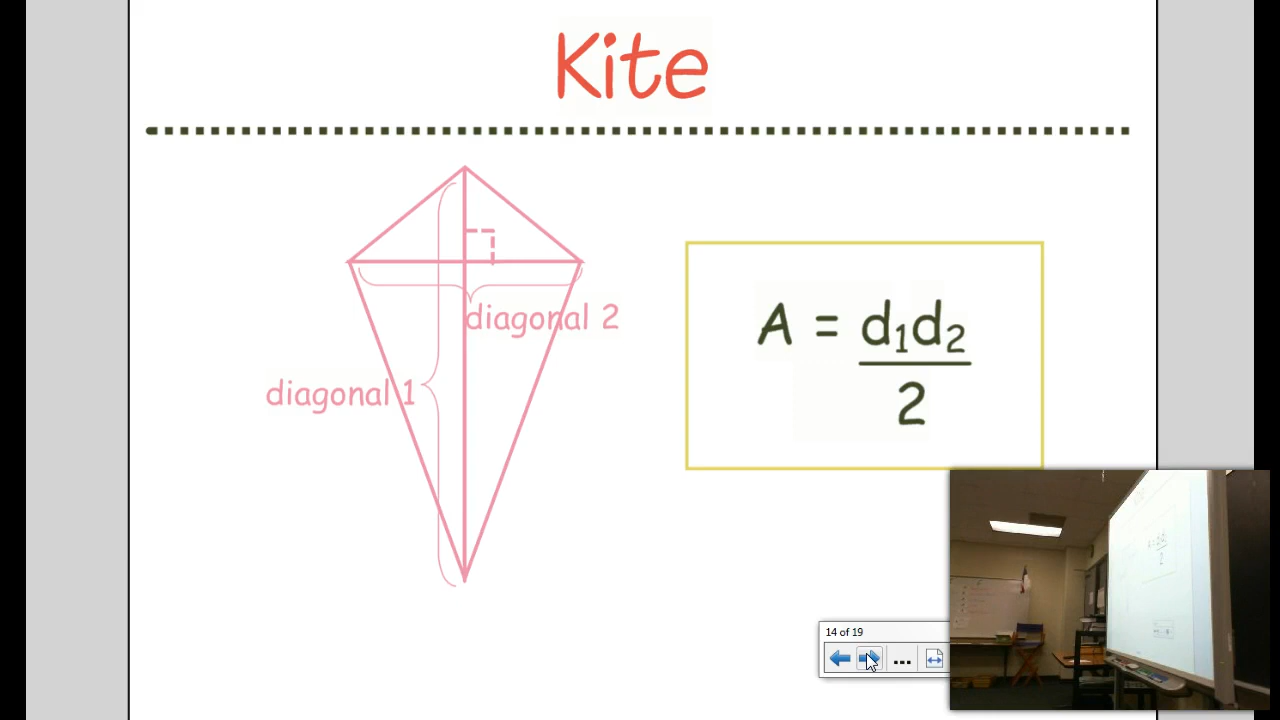 Kite
diagonal 2
diagonal 1
A = d₁d₂
2
14 of 19
...